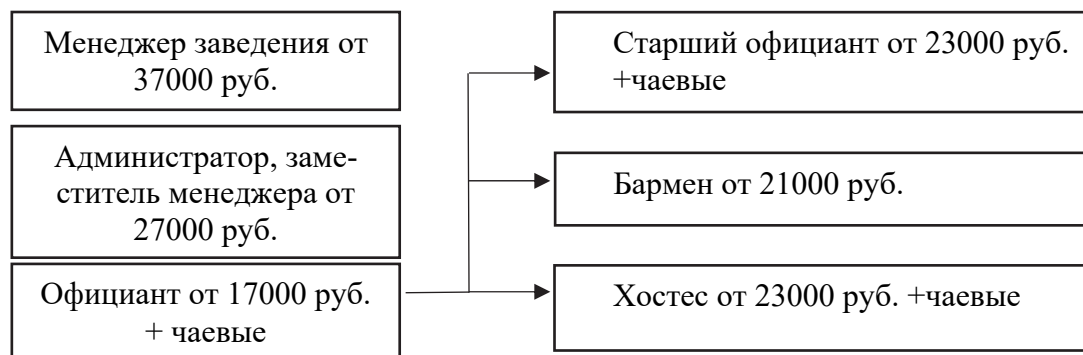 Менеджер заведения от
37000 руб.
Администратор, заме-
ститель менеджера от
27000 руб.
Официант от 17000 руб.
+ чаевые
Старший официант от 23000 руб.
+чаевые
Бармен от 21000 руб.
Хостес от 23000 руб. +чаевые